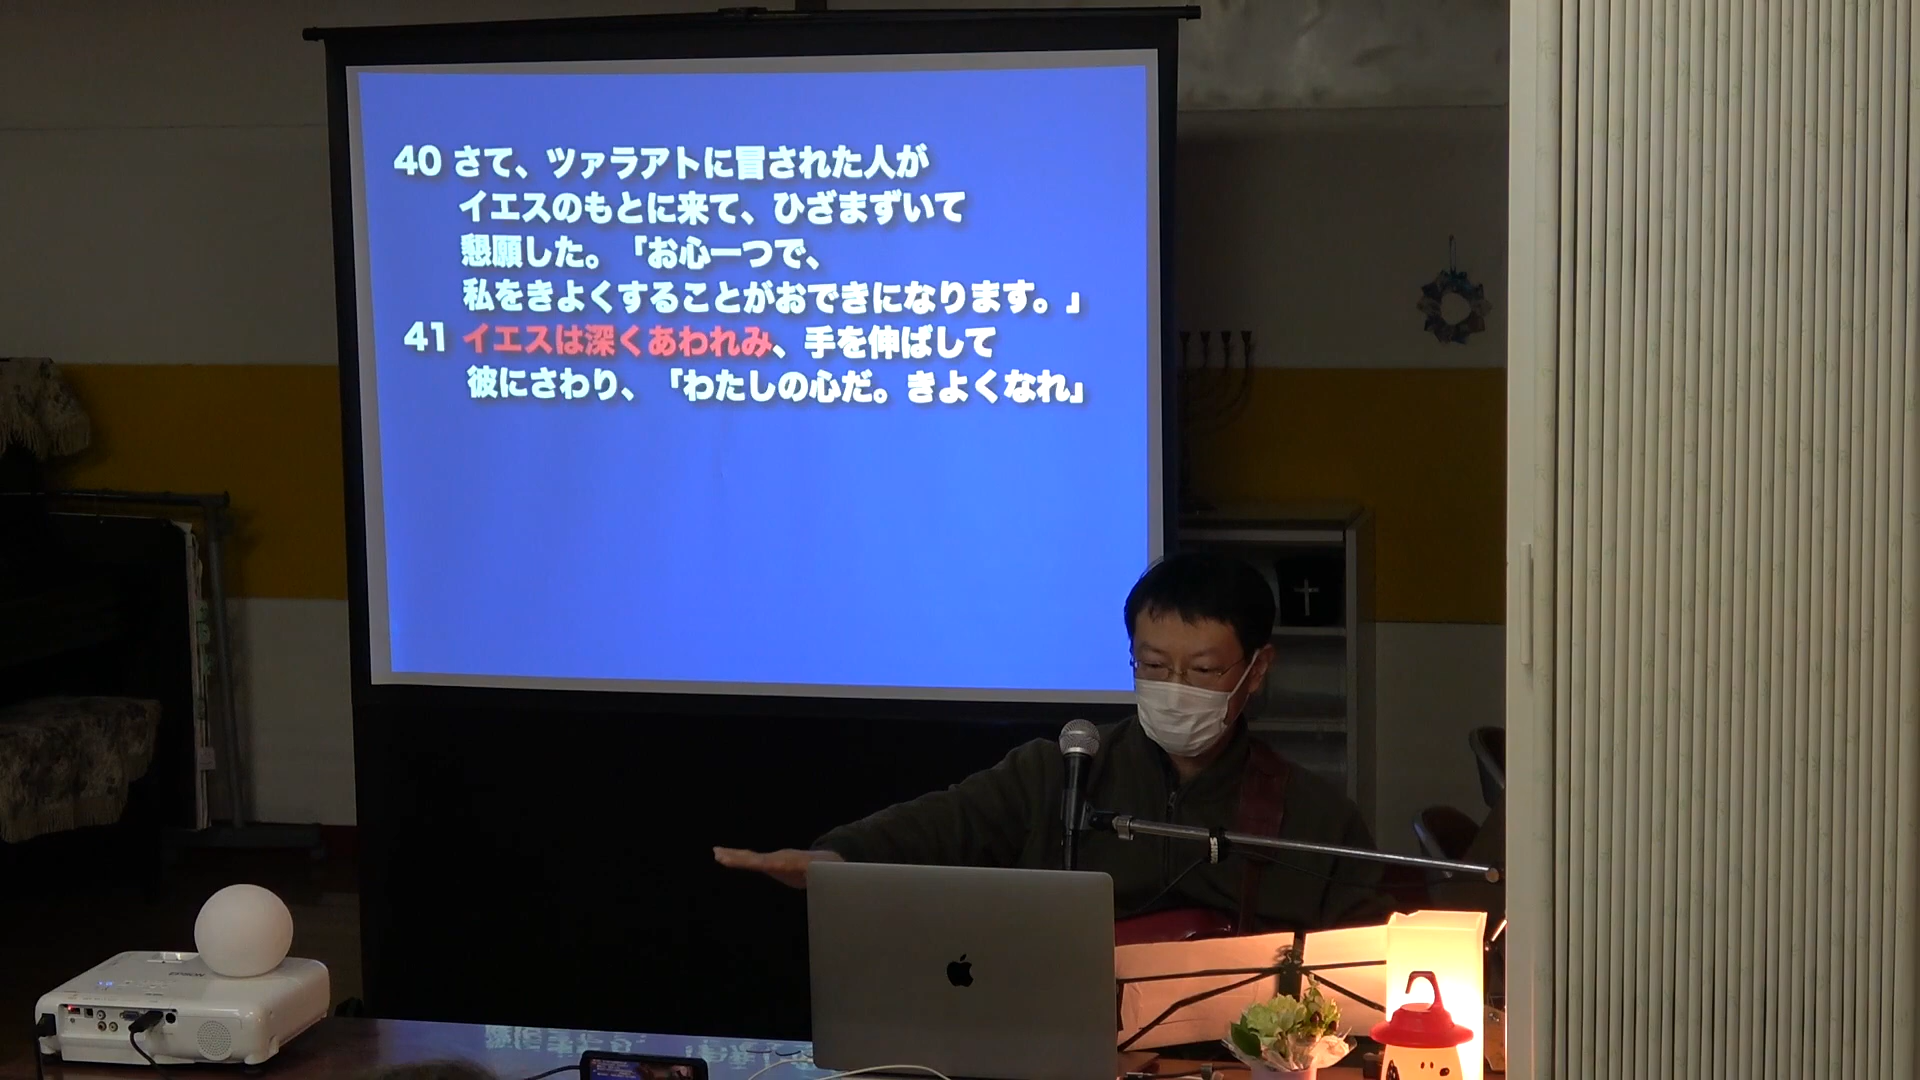 40 さて、ツァラアトに冒された人が
イエスのもとに来て、ひざまずいて
懇願した。「お心一つで、
私をきよくすることがおできになります。」
41 イエスは深くあわれみ、手を伸ばして
彼にさわり、「わたしの心だ。きよくなれ」
EPSON